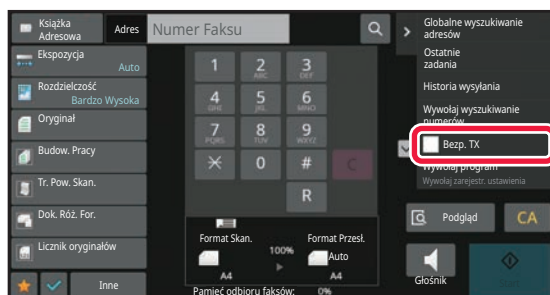 Książka
Adresowa
Adres
Numer Faksu
Ekspozycja
Auto
Rozdzielczość
Bardzo Wysoka
Oryginał
Budow. Pracy
Tr. Pow. Skan.
Dok. Róż. For.
Licznik oryginałów
Inne
1
2
ABC
3
DEF
4
GHI
5
JKL
6
MNO
7
PQRS
8
TUV
9
WXYZ
0
#
C
R
Format Skan.
100%
Format Przesł.
Auto
A4
A4
Pamięć odbioru faksów:
0%
Globalne wyszukiwanie
adresów
Ostatnie
zadania
Historia wysyłania
Wywołaj wyszukiwanie
numerów
Bezp. TX
Wywołaj program
Wywołaj zarejestr. ustawienia
Podgląd
CA
Głośnik
Start